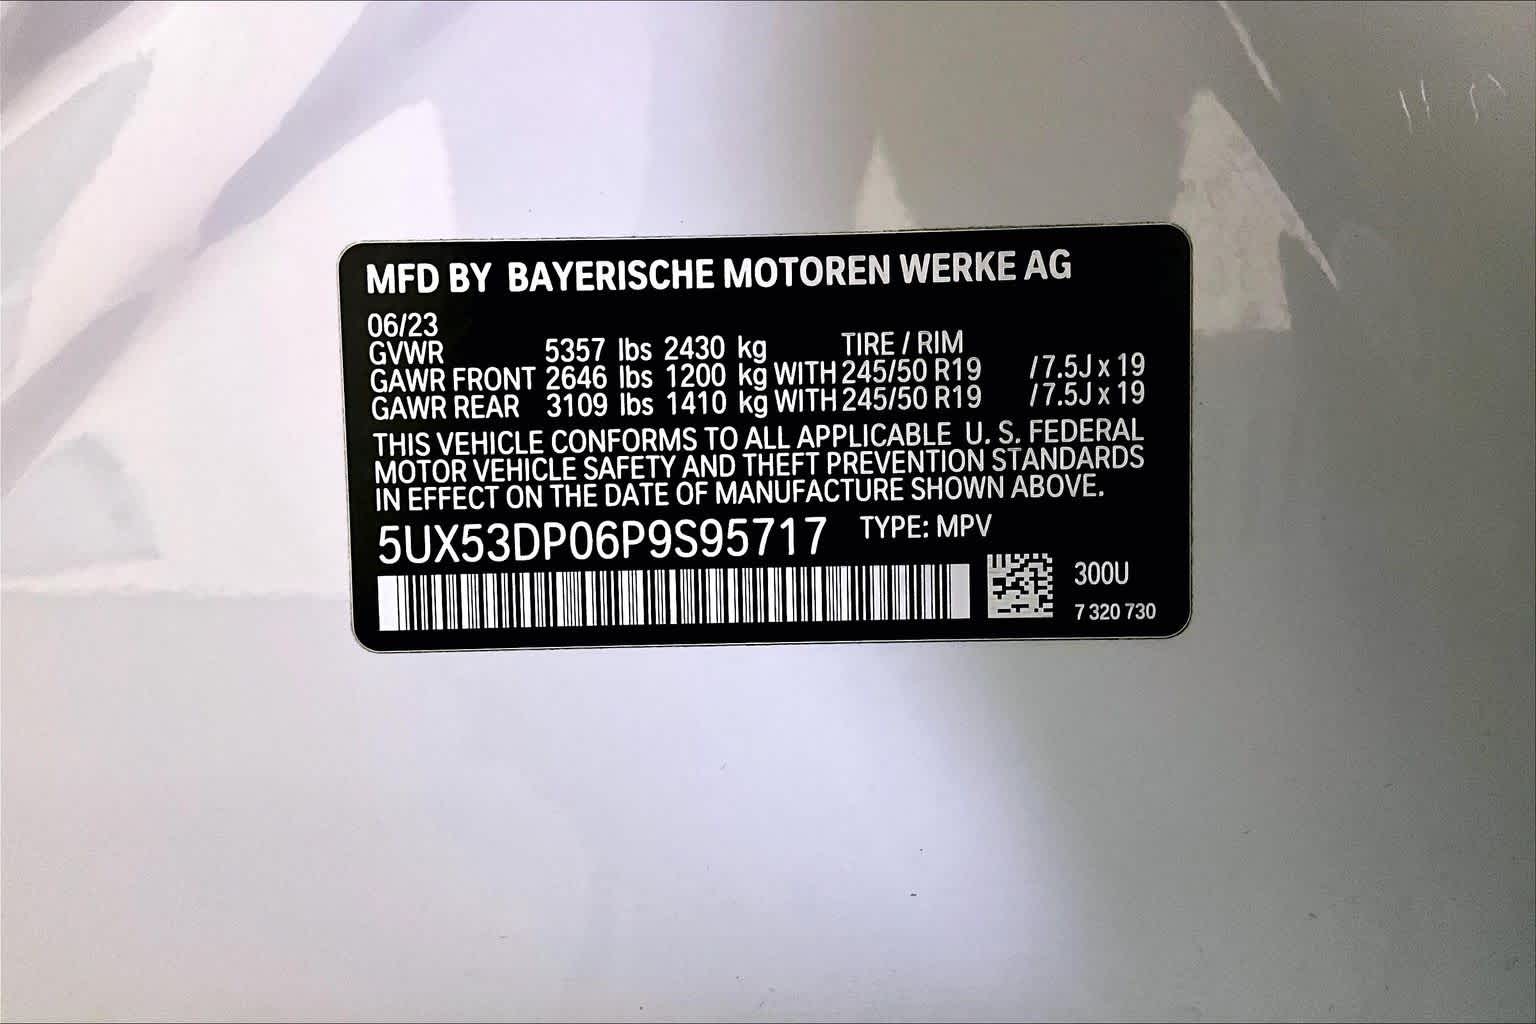 MFD BY BAYERISCHE MOTOREN WERKE AG
06/23
GVWR 5357 lbs 2430 kg TIRE / RIM
GAWR FRONT 2646 lbs 1200 kg WITH 245/50 R19 / 7.5J x 19
GAWR REAR 3109 lbs 1410 kg WITH 245/50 R19 / 7.5J x 19
THIS VEHICLE CONFORMS TO ALL APPLICABLE U. S. FEDERAL
MOTOR VEHICLE SAFETY AND THEFT PREVENTION STANDARDS
IN EFFECT ON THE DATE OF MANUFACTURE SHOWN ABOVE.
5UX53DP06P9S95717 TYPE: MPV
300U
7 320 730